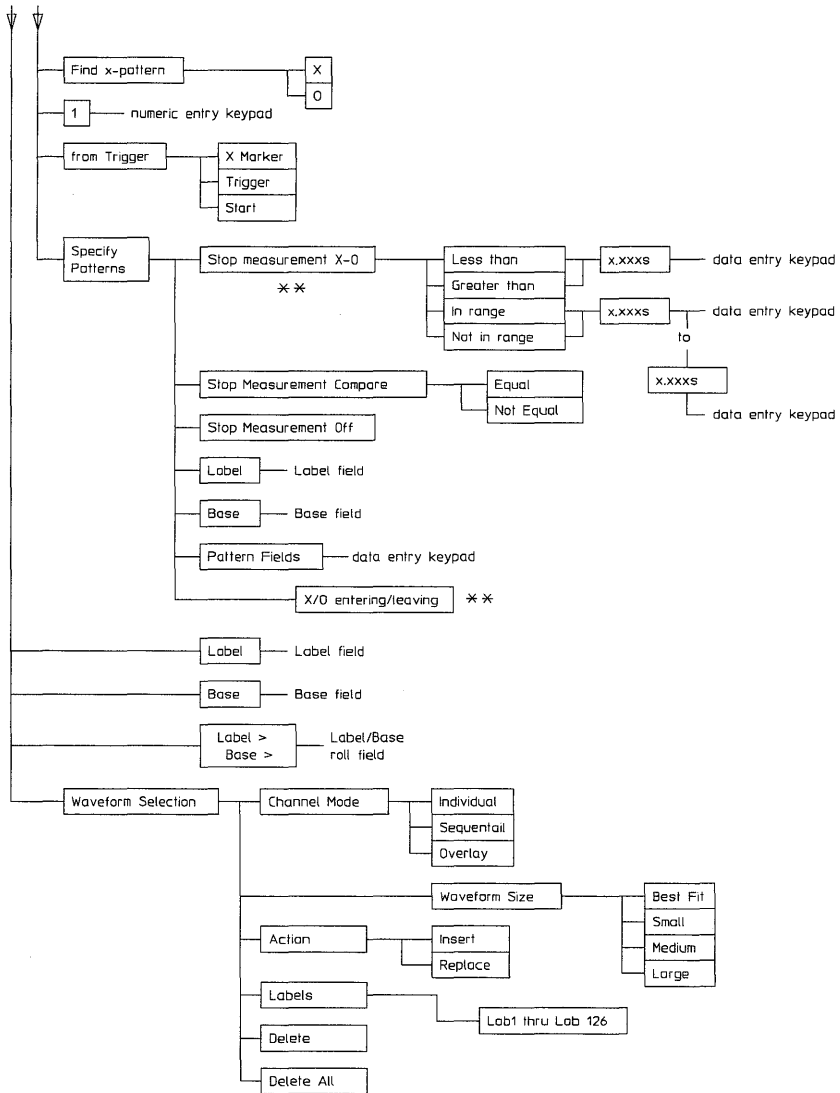 Find x-pattern
X
O
1
numeric entry keypad
from Trigger
X Marker
Trigger
Start
Specify
Patterns
Stop measurement X-O
**
Less than
Greater than
In range
Not in range
x.xxxs
data entry keypad
x.xxxs
data entry keypad
to
x.xxxs
data entry keypad
Stop Measurement Compare
Equal
Not Equal
Stop Measurement Off
Label
Label field
Base
Base field
Pattern Fields
data entry keypad
X/O entering/leaving
**
Label
Label field
Base
Base field
Label >
Base >
Label/Base
roll field
Waveform Selection
Channel Mode
Individual
Sequentail
Overlay
Waveform Size
Best Fit
Small
Medium
Large
Action
Insert
Replace
Labels
Lab1 thru Lab 126
Delete
Delete All